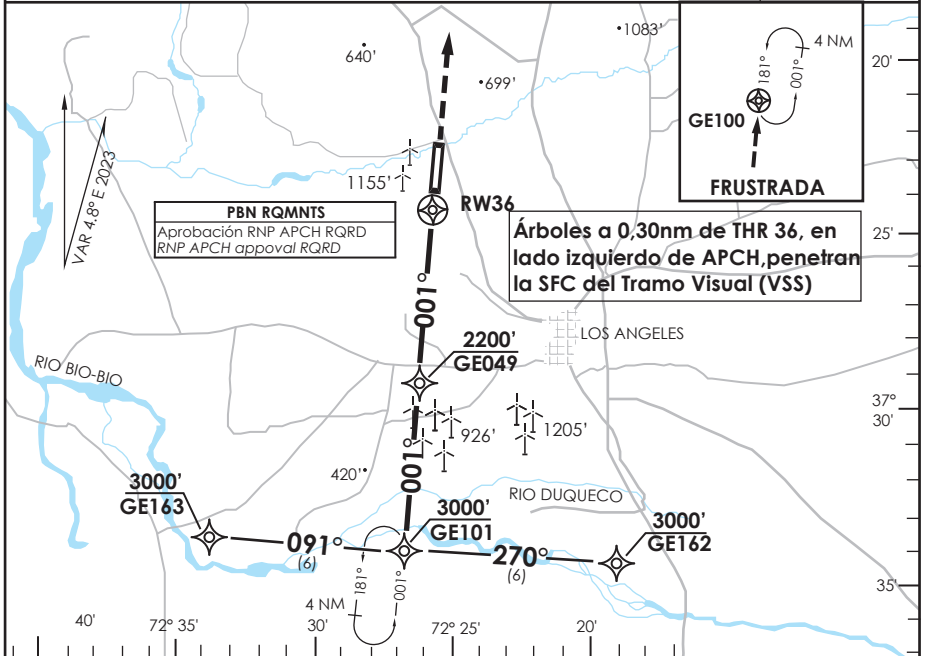 1083'
640'
699'
4 NM
181°
001°
GE100
FRUSTRADA
20'
VAR 4.8° E 2023
1155'
RW36
PBN RQMNTS
Aprobación RNP APCH RQRD
RNP APCH appoval RQRD
Árboles a 0,30nm de THR 36, en
lado izquierdo de APCH,penetran
la SFC del Tramo Visual (VSS)
25'
001°
LOS ANGELES
2200'
GE049
RIO BIO-BIO
37°
30'
926'
1205'
001°
420'
RIO DUQUECO
3000'
GE163
3000'
GE101
3000'
GE162
091°
(6)
270°
(6)
181°
001°
4 NM
35'
40'
72° 35'
30'
72° 25'
20'